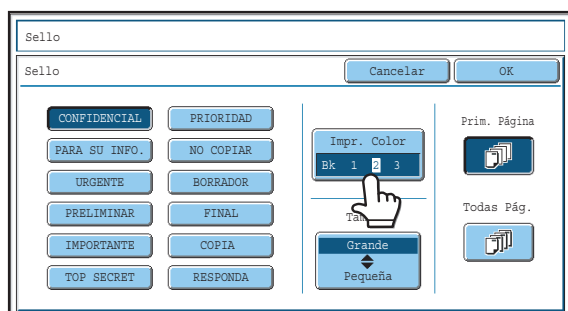 Sello
Sello
Cancelar
OK
CONFIDENCIAL
PRIORIDAD
PARA SU INFO.
NO COPIAR
URGENTE
BORRADOR
PRELIMINAR
FINAL
IMPORTANTE
COPIA
TOP SECRET
RESPONDA
Impr. Color
Bk 1 2 3
Grande
Pequeña
Prim. Página
Todas Pág.